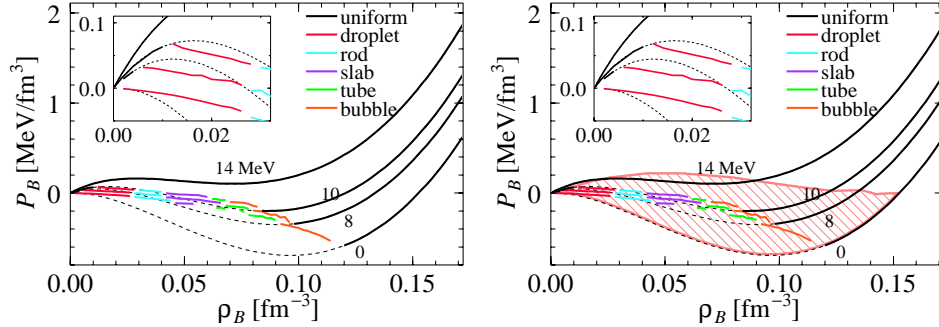 2
1
0
P_B [MeV/fm^−3]
0.1
0.0
0.00
0.02
uniform
droplet
rod
slab
tube
bubble
14 MeV
10
8
0
0.00
0.05
0.10
0.15
ρ_B [fm^−3]
2
1
0
P_B [MeV/fm^3]
0.1
0.0
0.00
0.02
uniform
droplet
rod
slab
tube
bubble
14 MeV
10
8
0
0.00
0.05
0.10
0.15
ρ_B [fm^−3]